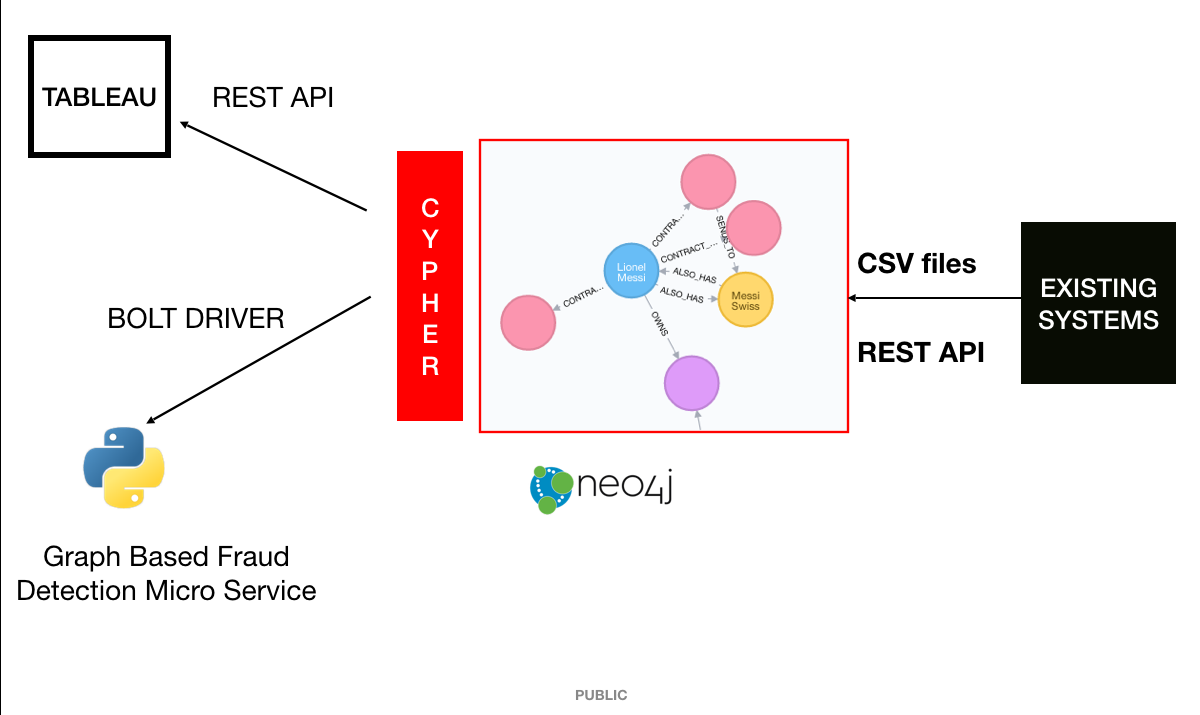 TABLEAU
REST API
BOLT DRIVER
Graph Based Fraud
Detection Micro Service
C
Y
P
H
E
R
CONTRA...
CONTRACT_...
SENDS_TO
ALSO_HAS
ALSO_HAS
CONTRA...
OWNS
Lionel
Messi
Messi
Swiss
neo4j
CSV files
REST API
EXISTING
SYSTEMS
PUBLIC